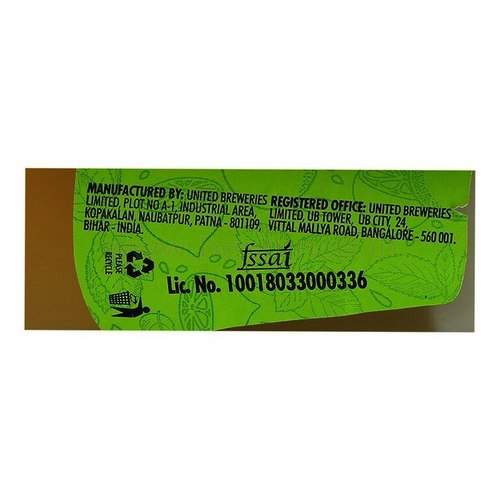 MANUFACTURED BY: UNITED BREWERIES
LIMITED, PLOT NO A-1, INDUSTRIAL AREA,
KOPAKALAN, NAUBATPUR, PATNA - 801109,
BIHAR - INDIA.
REGISTERED OFFICE: UNITED BREWERIES
LIMITED, UB TOWER, UB CITY, 24,
VITTAL MALLYA ROAD, BANGALORE - 560 001.
fssai
Lic. No. 10018033000336
PLEASE
RECYCLE